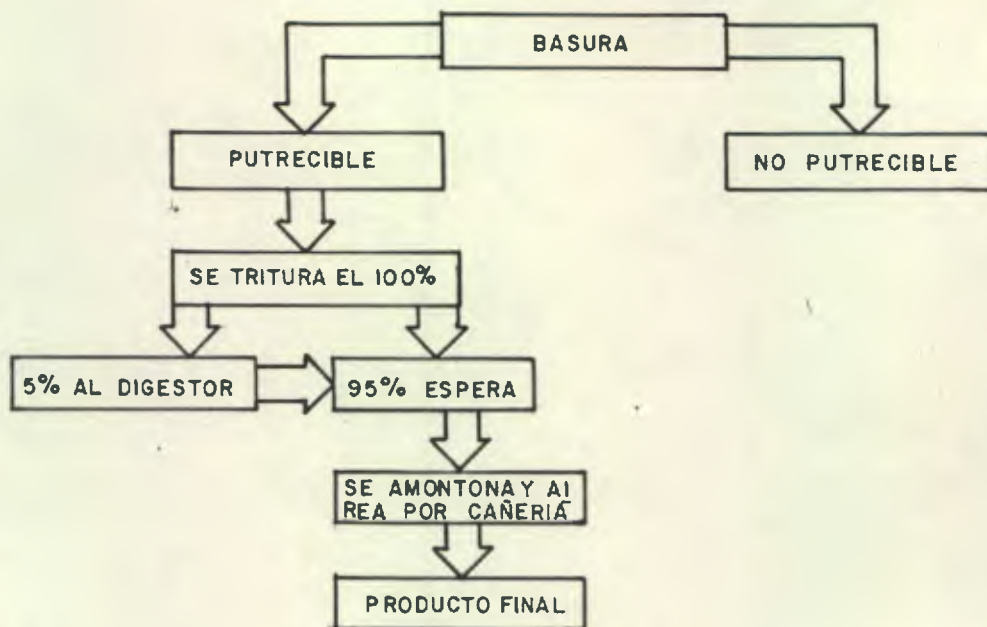 BASURA
PUTRECIBLE
NO PUTRECIBLE
SE TRITURA EL 100%
5% AL DIGESTOR
95% ESPERA
SE AMONTONA Y AI
REA POR CAÑERIA
PRODUCTO FINAL